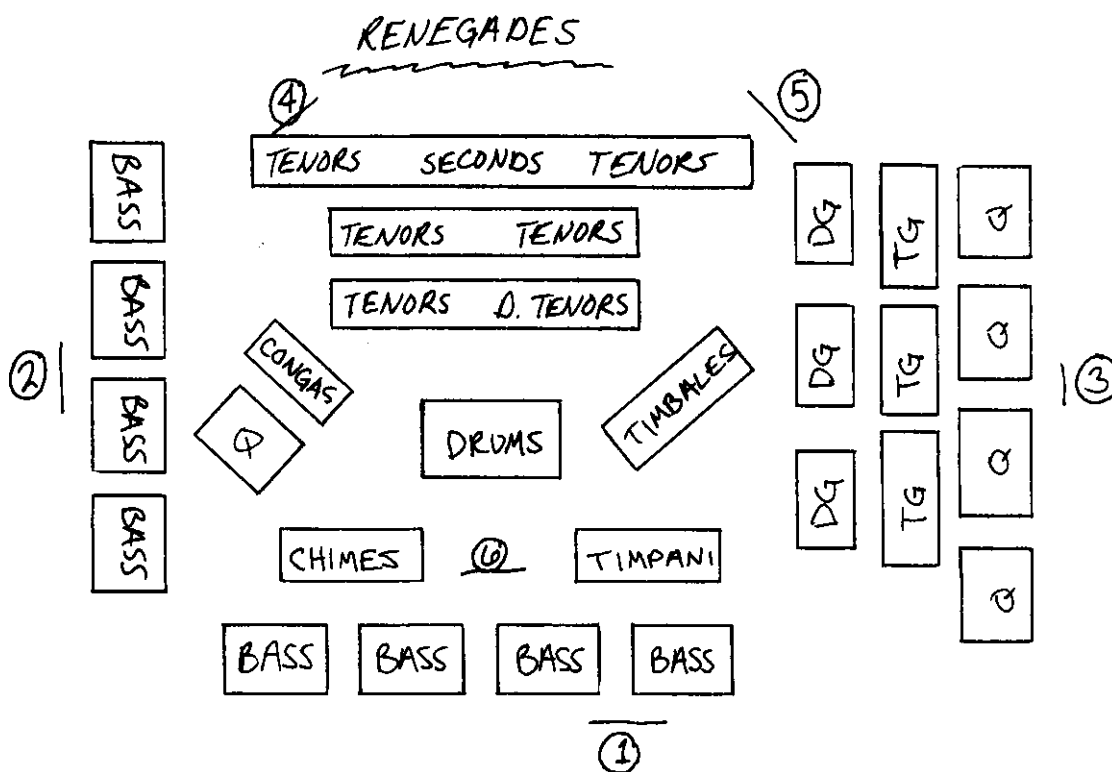 RENEGADES
4
5
TENORS SECONDS TENORS
TENORS TENORS
TENORS D. TENORS
BASS
BASS
BASS
BASS
2
CONGAS
Q
DRUMS
TIMBALES
DG
DG
DG
TG
TG
TG
Q
Q
Q
Q
3
CHIMES
6
TIMPANI
BASS BASS BASS BASS
1